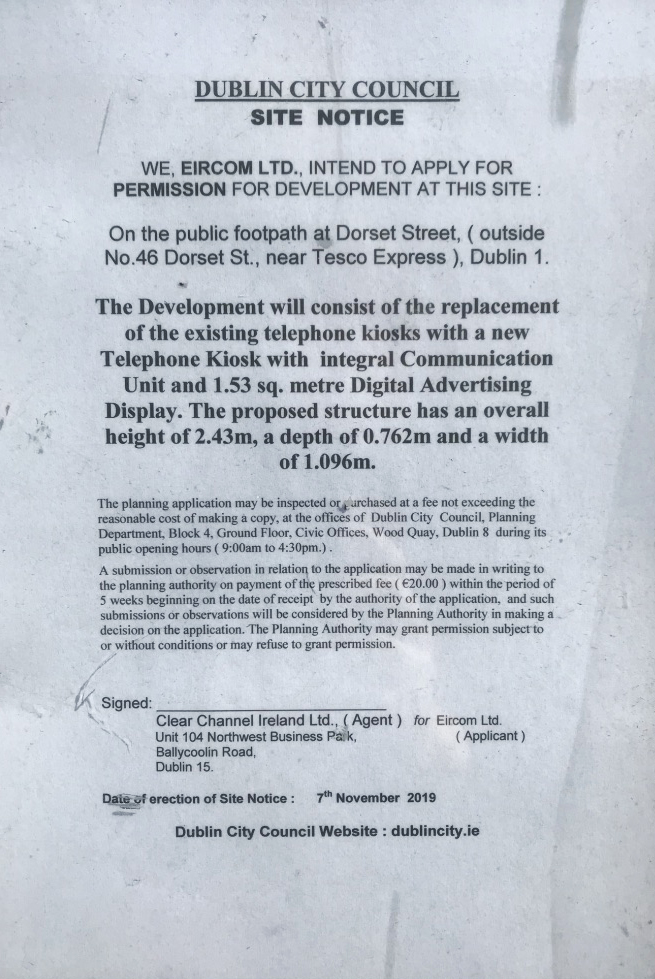 DUBLIN CITY COUNCIL
SITE NOTICE
WE, EIRCOM LTD., INTEND TO APPLY FOR
PERMISSION FOR DEVELOPMENT AT THIS SITE :
On the public footpath at Dorset Street, ( outside
No.46 Dorset St., near Tesco Express ), Dublin 1.
The Development will consist of the replacement
of the existing telephone kiosks with a new
Telephone Kiosk with integral Communication
Unit and 1.53 sq. metre Digital Advertising
Display. The proposed structure has an overall
height of 2.43m, a depth of 0.762m and a width
of 1.096m.
The planning application may be inspected or purchased at a fee not exceeding the
reasonable cost of making a copy, at the offices of Dublin City Council, Planning
Department, Block 4, Ground Floor, Civic Offices, Wood Quay, Dublin 8 during its
public opening hours ( 9:00am to 4:30pm.) .
A submission or observation in relation to the application may be made in writing to
the planning authority on payment of the prescribed fee ( €20.00 ) within the period of
5 weeks beginning on the date of receipt by the authority of the application, and such
submissions or observations will be considered by the Planning Authority in making a
decision on the application. The Planning Authority may grant permission subject to
or without conditions or may refuse to grant permission.
Signed:
Clear Channel Ireland Ltd., ( Agent ) for Eircom Ltd.
Unit 104 Northwest Business Park, ( Applicant )
Ballycoolin Road,
Dublin 15.
Date of erection of Site Notice : 7th November 2019
Dublin City Council Website : dublincity.ie